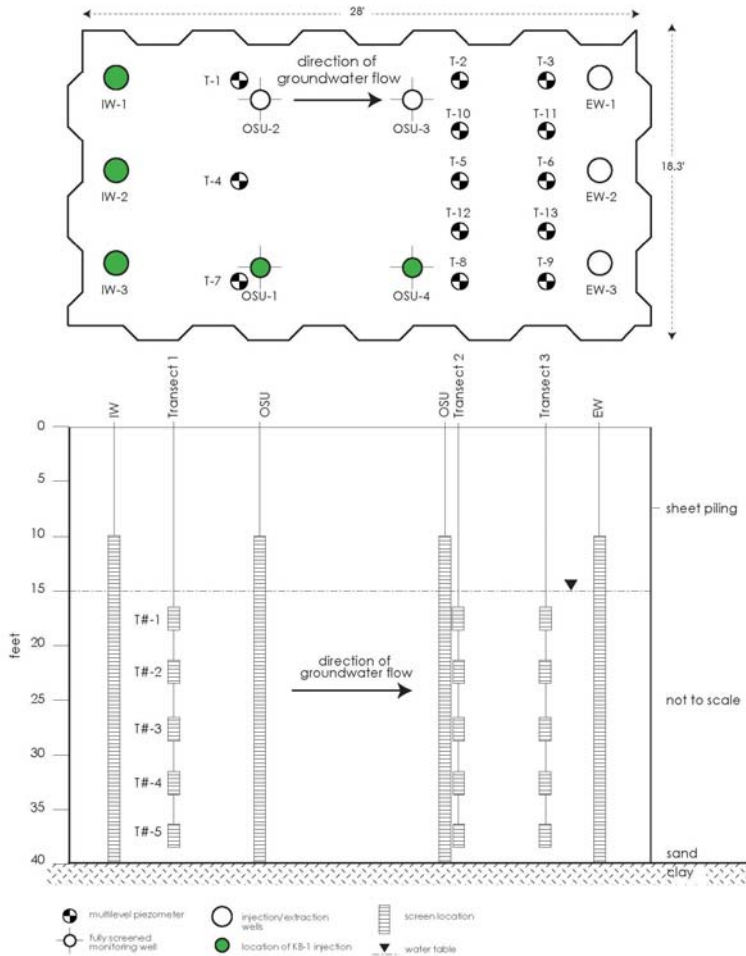 28'
direction of
groundwater flow
T-1
T-2
T-3
IW-1
OSU-2
OSU-3
EW-1
T-10
T-11
18.3'
T-4
T-5
T-6
IW-2
EW-2
T-12
T-13
T-7
T-8
T-9
IW-3
OSU-1
OSU-4
EW-3
IW
Transect 1
OSU
OSU
Transect 2
Transect 3
EW
0
5
sheet piling
10
15
T#-1
20
T#-2
direction of
groundwater flow
feet
25
not to scale
T#-3
30
T#-4
35
T#-5
sand
40
clay
multilevel piezometer
injection/extraction
wells
screen location
fully screened
monitoring well
location of KB-1 injection
water table